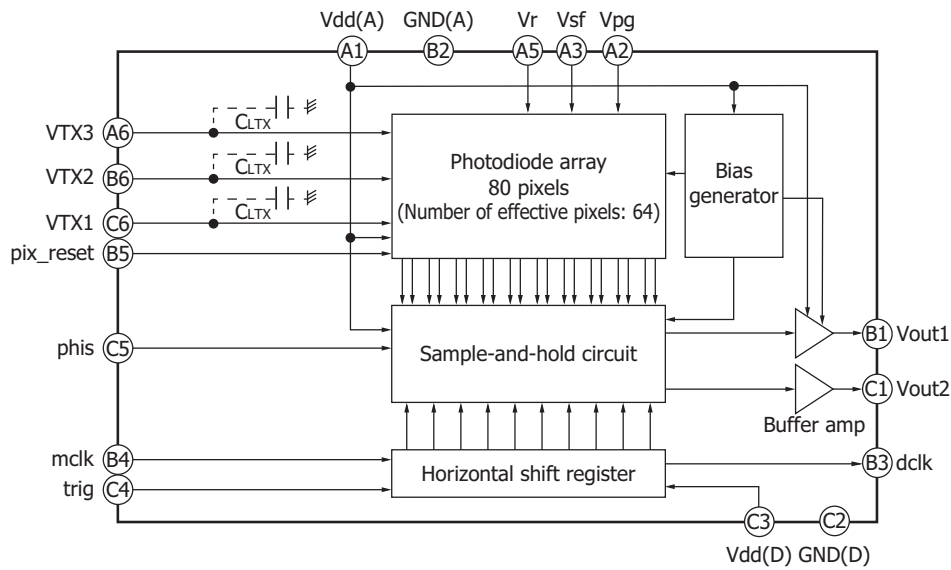 Vdd(A) GND(A) Vr Vsf Vpg
A1 B2 A5 A3 A2
CLTX
VTX3 A6
Photodiode array
80 pixels
(Number of effective pixels: 64)
Bias
generator
CLTX
VTX2 B6
CLTX
VTX1 C6
pix_reset B5
phis C5
Sample-and-hold circuit
B1 Vout1
C1 Vout2
Buffer amp
mclk B4
Horizontal shift register
B3 dclk
trig C4
C3 C2
Vdd(D) GND(D)